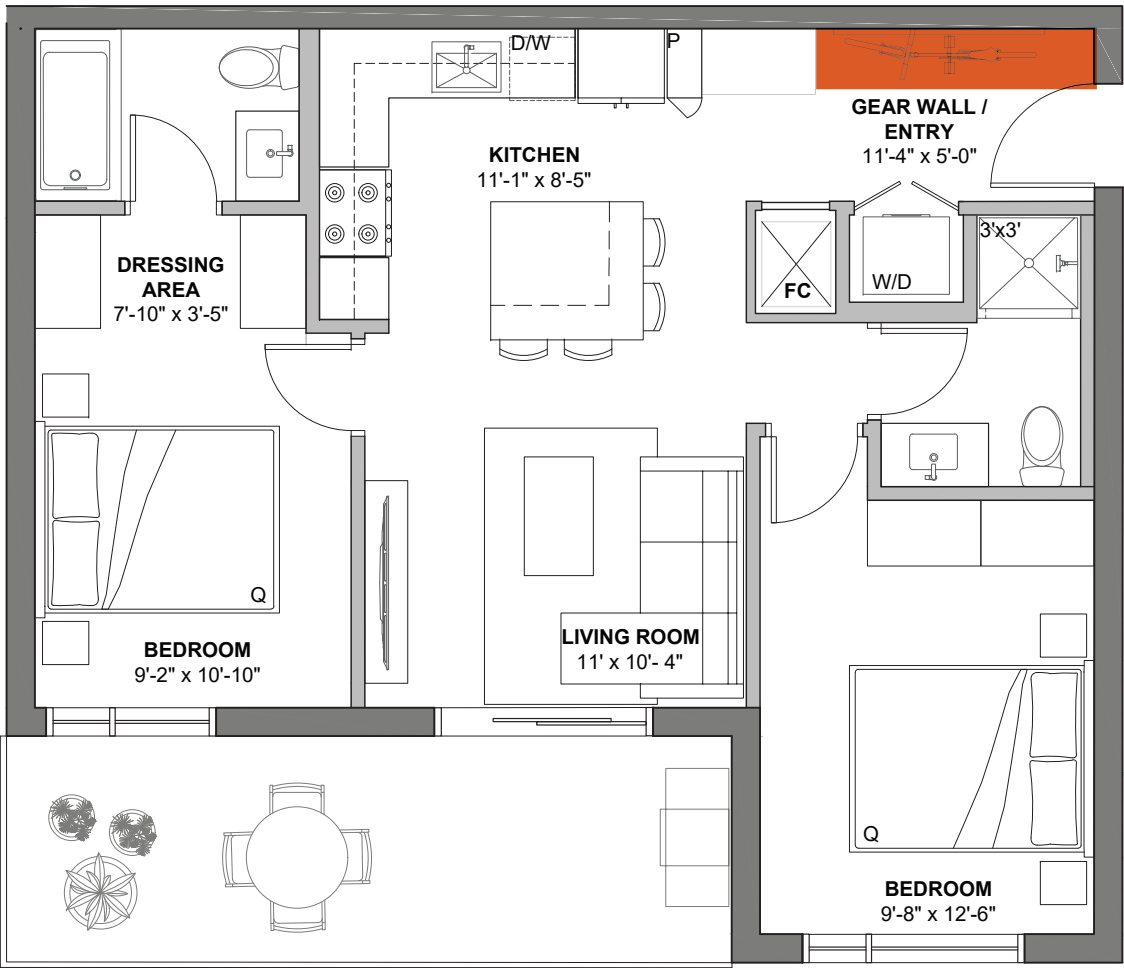 D/W
P
GEAR WALL /
ENTRY
11'-4" x 5'-0"
KITCHEN
11'-1" x 8'-5"
3'x3'
DRESSING
AREA
7'-10" x 3'-5"
FC
W/D
Q
BEDROOM
9'-2" x 10'-10"
LIVING ROOM
11' x 10'- 4"
Q
BEDROOM
9'-8" x 12'-6"